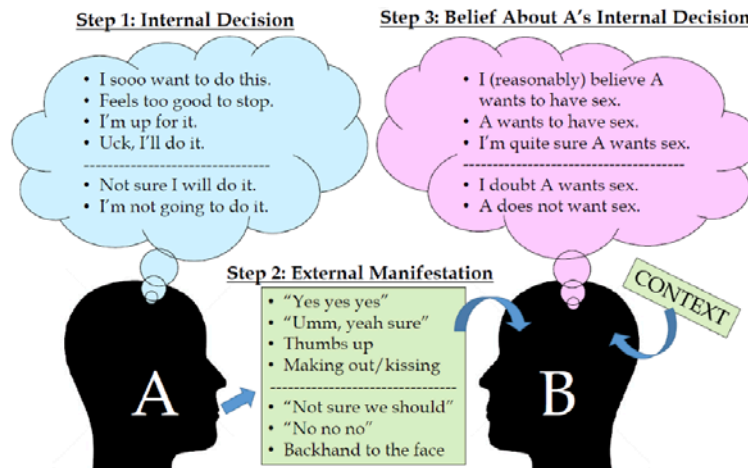 Step 1: Internal Decision
• I sooo want to do this.
• Feels too good to stop.
• I'm up for it.
• Uck, I'll do it.
------------------------------
• Not sure I will do it.
• I'm not going to do it.
Step 3: Belief About A's Internal Decision
• I (reasonably) believe A
wants to have sex.
• A wants to have sex.
• I'm quite sure A wants sex.
------------------------------
• I doubt A wants sex.
• A does not want sex.
Step 2: External Manifestation
• "Yes yes yes"
• "Umm, yeah sure"
• Thumbs up
• Making out/kissing
------------------------------
• "Not sure we should"
• "No no no"
• Backhand to the face
CONTEXT
A
B